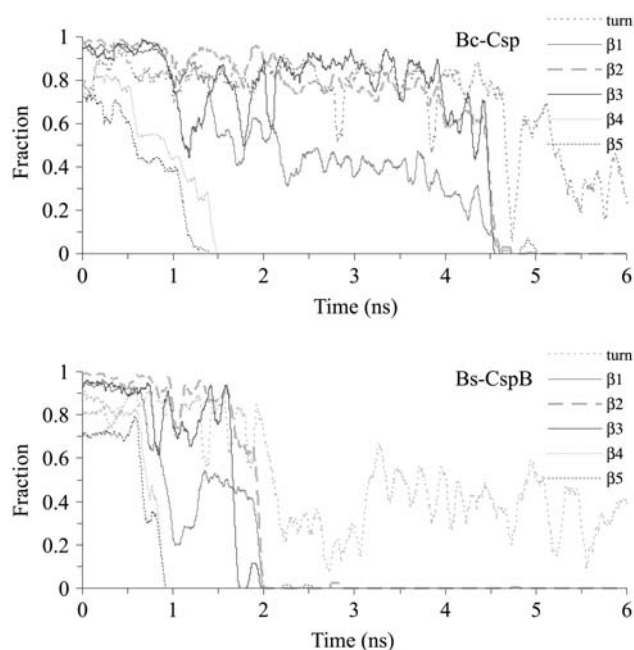 Bc-Csp
turn
β1
β2
β3
β4
β5
Fraction
1
0.8
0.6
0.4
0.2
0
0 1 2 3 4 5 6
Time (ns)
Bs-CspB
turn
β1
β2
β3
β4
β5
Fraction
1
0.8
0.6
0.4
0.2
0
0 1 2 3 4 5 6
Time (ns)